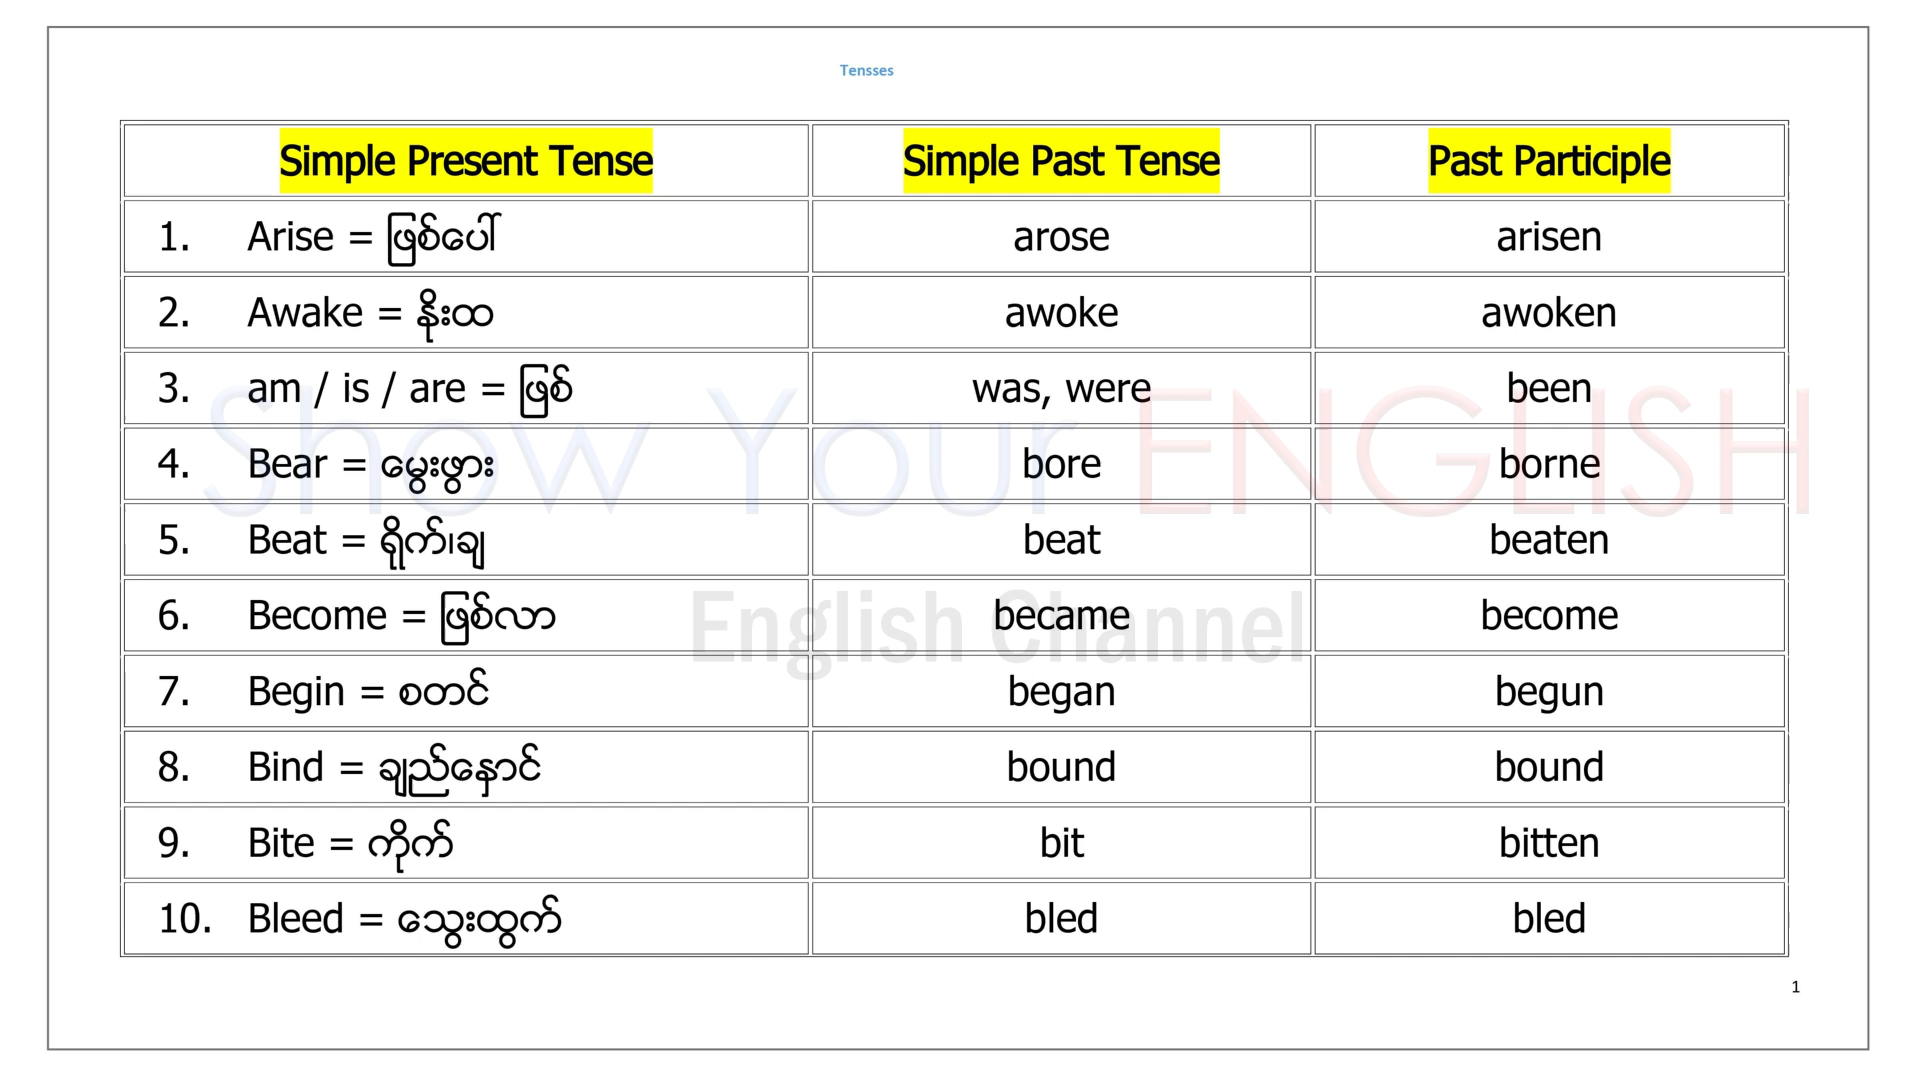 Tensses
Simple Present Tense Simple Past Tense Past Participle
1. Arise = ဖြစ်ပေါ် arose arisen
2. Awake = နိုးထ awoke awoken
3. am / is / are = ဖြစ် was, were been
4. Bear = မွေးဖွား bore borne
5. Beat = ရိုက်၊ချ beat beaten
6. Become = ဖြစ်လာ became become
7. Begin = စတင် began begun
8. Bind = ချည်နှောင် bound bound
9. Bite = ကိုက် bit bitten
10. Bleed = သွေးထွက် bled bled
Show Your ENGLISH
English Channel
1